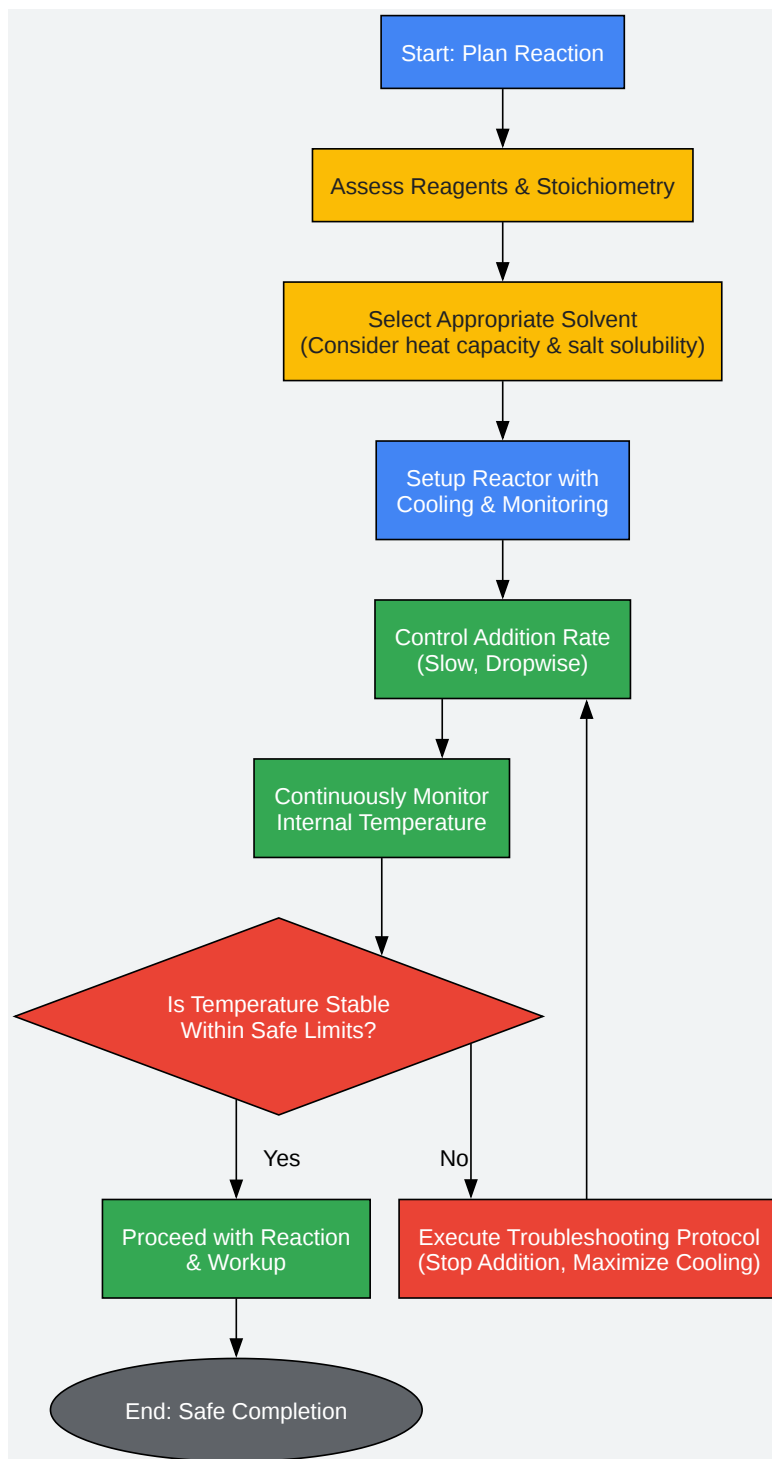 Start: Plan Reaction
Assess Reagents & Stoichiometry
Select Appropriate Solvent
(Consider heat capacity & salt solubility)
Setup Reactor with
Cooling & Monitoring
Control Addition Rate
(Slow, Dropwise)
Continuously Monitor
Internal Temperature
Is Temperature Stable
Within Safe Limits?
Yes
No
Proceed with Reaction
& Workup
Execute Troubleshooting Protocol
(Stop Addition, Maximize Cooling)
End: Safe Completion